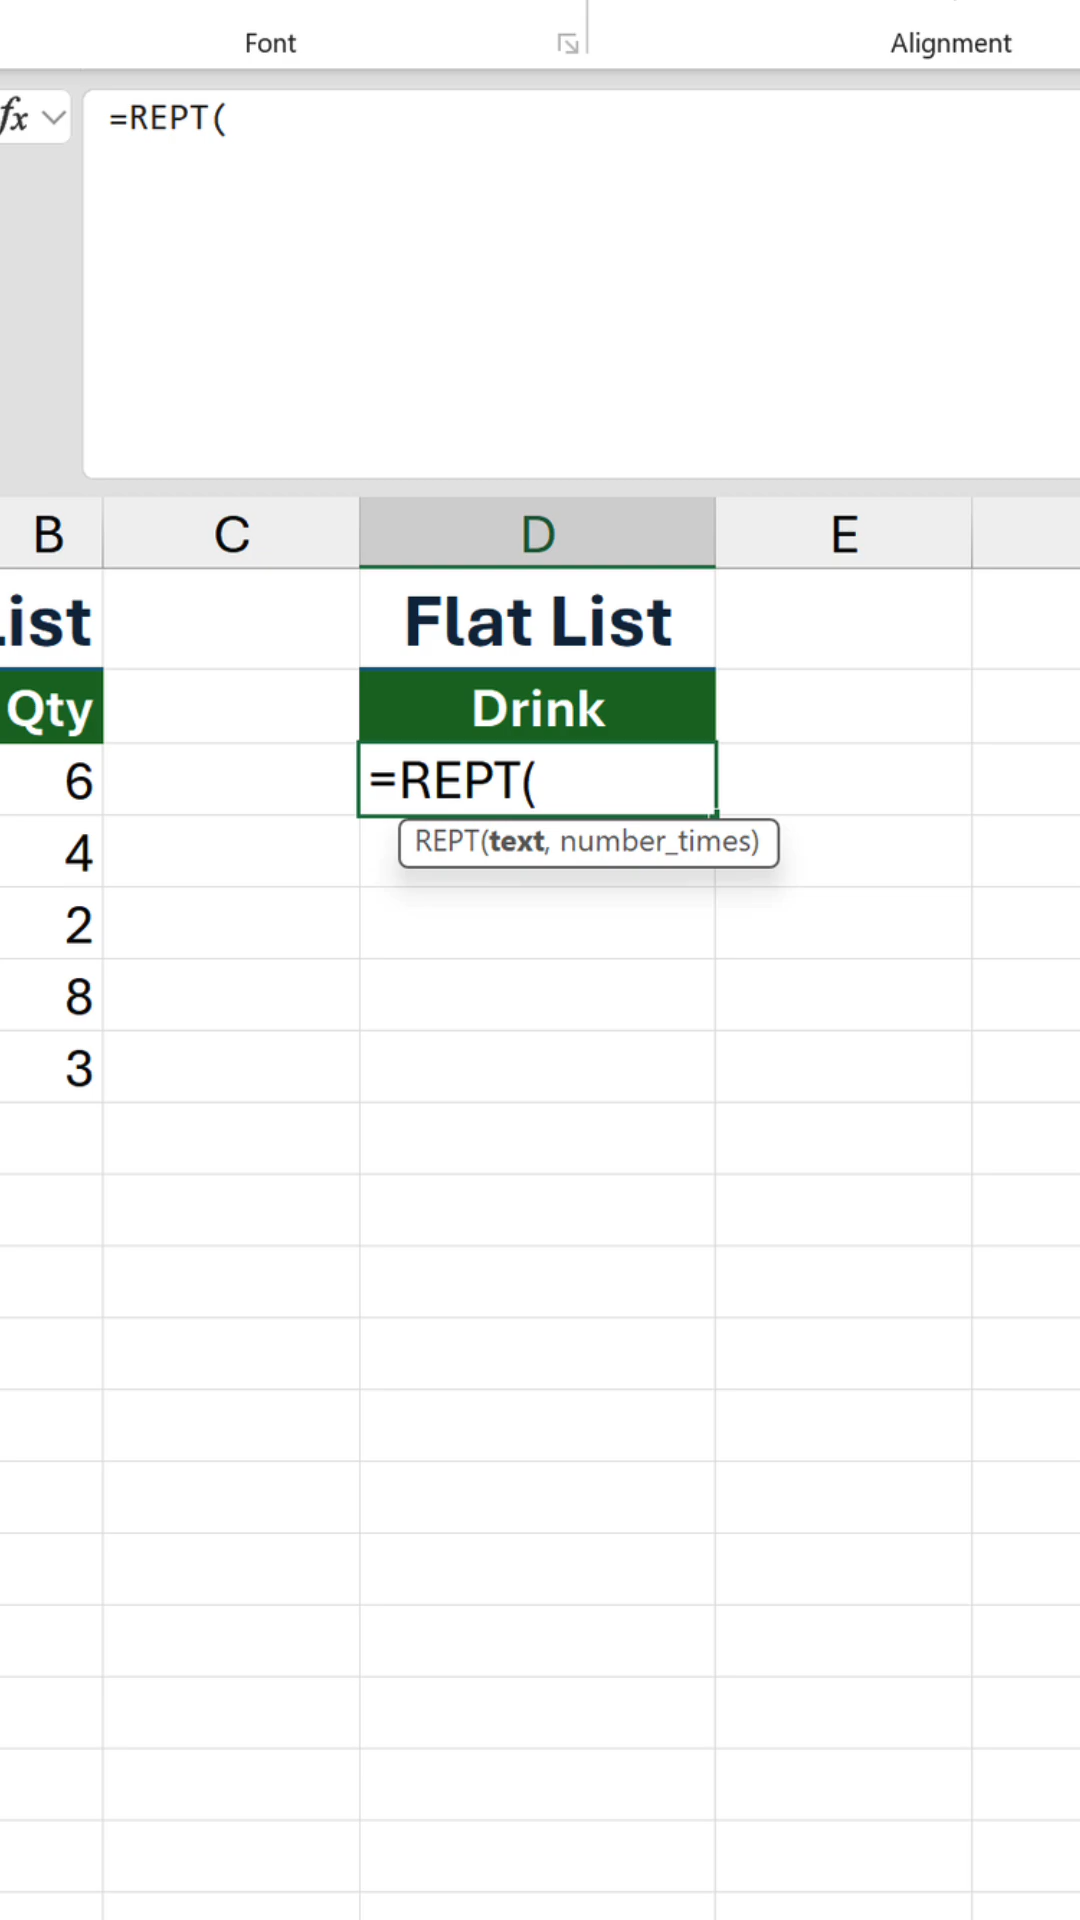 Font Alignment
fx =REPT(
B C D E
List Flat List
Qty Drink
6 =REPT(
REPT(text, number_times)
4
2
8
3